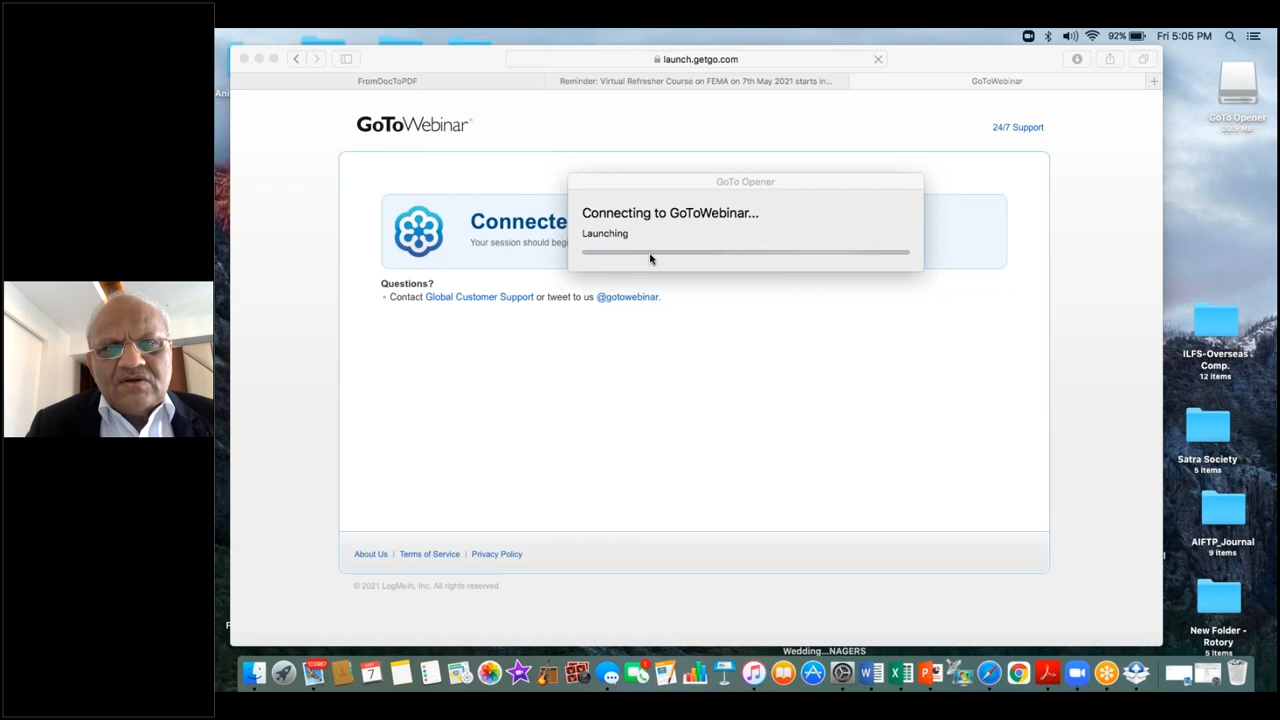 92%
Fri 5:05 PM
launch.getgo.com
FromDocToPDF
Reminder: Virtual Refresher Course on FEMA on 7th May 2021 starts in...
GoToWebinar
GoTo Opener
GoToWebinar
24/7 Support
GoTo Opener
Connecting to GoToWebinar...
Launching
Connecte
Your session should beg
Questions?
• Contact Global Customer Support or tweet to us @gotowebinar.
ILFS-Overseas
Comp.
12 items
Satra Society
5 items
AIFTP_Journal
9 items
New Folder -
Rotory
5 items
About Us | Terms of Service | Privacy Policy
© 2021 LogMeIn, Inc. All rights reserved.
Wedding...NAGERS